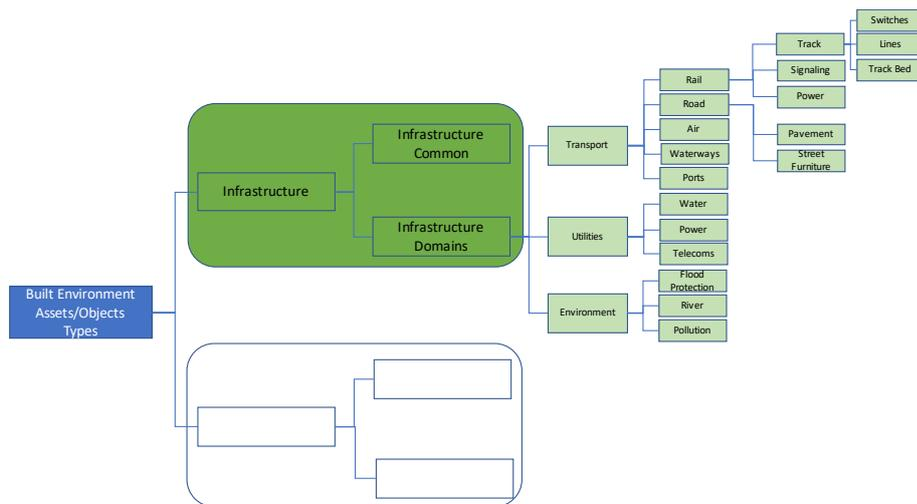 Switches
Track
Lines
Signaling
Track Bed
Rail
Power
Road
Infrastructure
Common
Air
Pavement
Transport
Waterways
Street
Furniture
Ports
Infrastructure
Water
Infrastructure
Domains
Utilities
Power
Telecoms
Flood
Protection
Built Environment
Assets/Objects
Types
Environment
River
Pollution